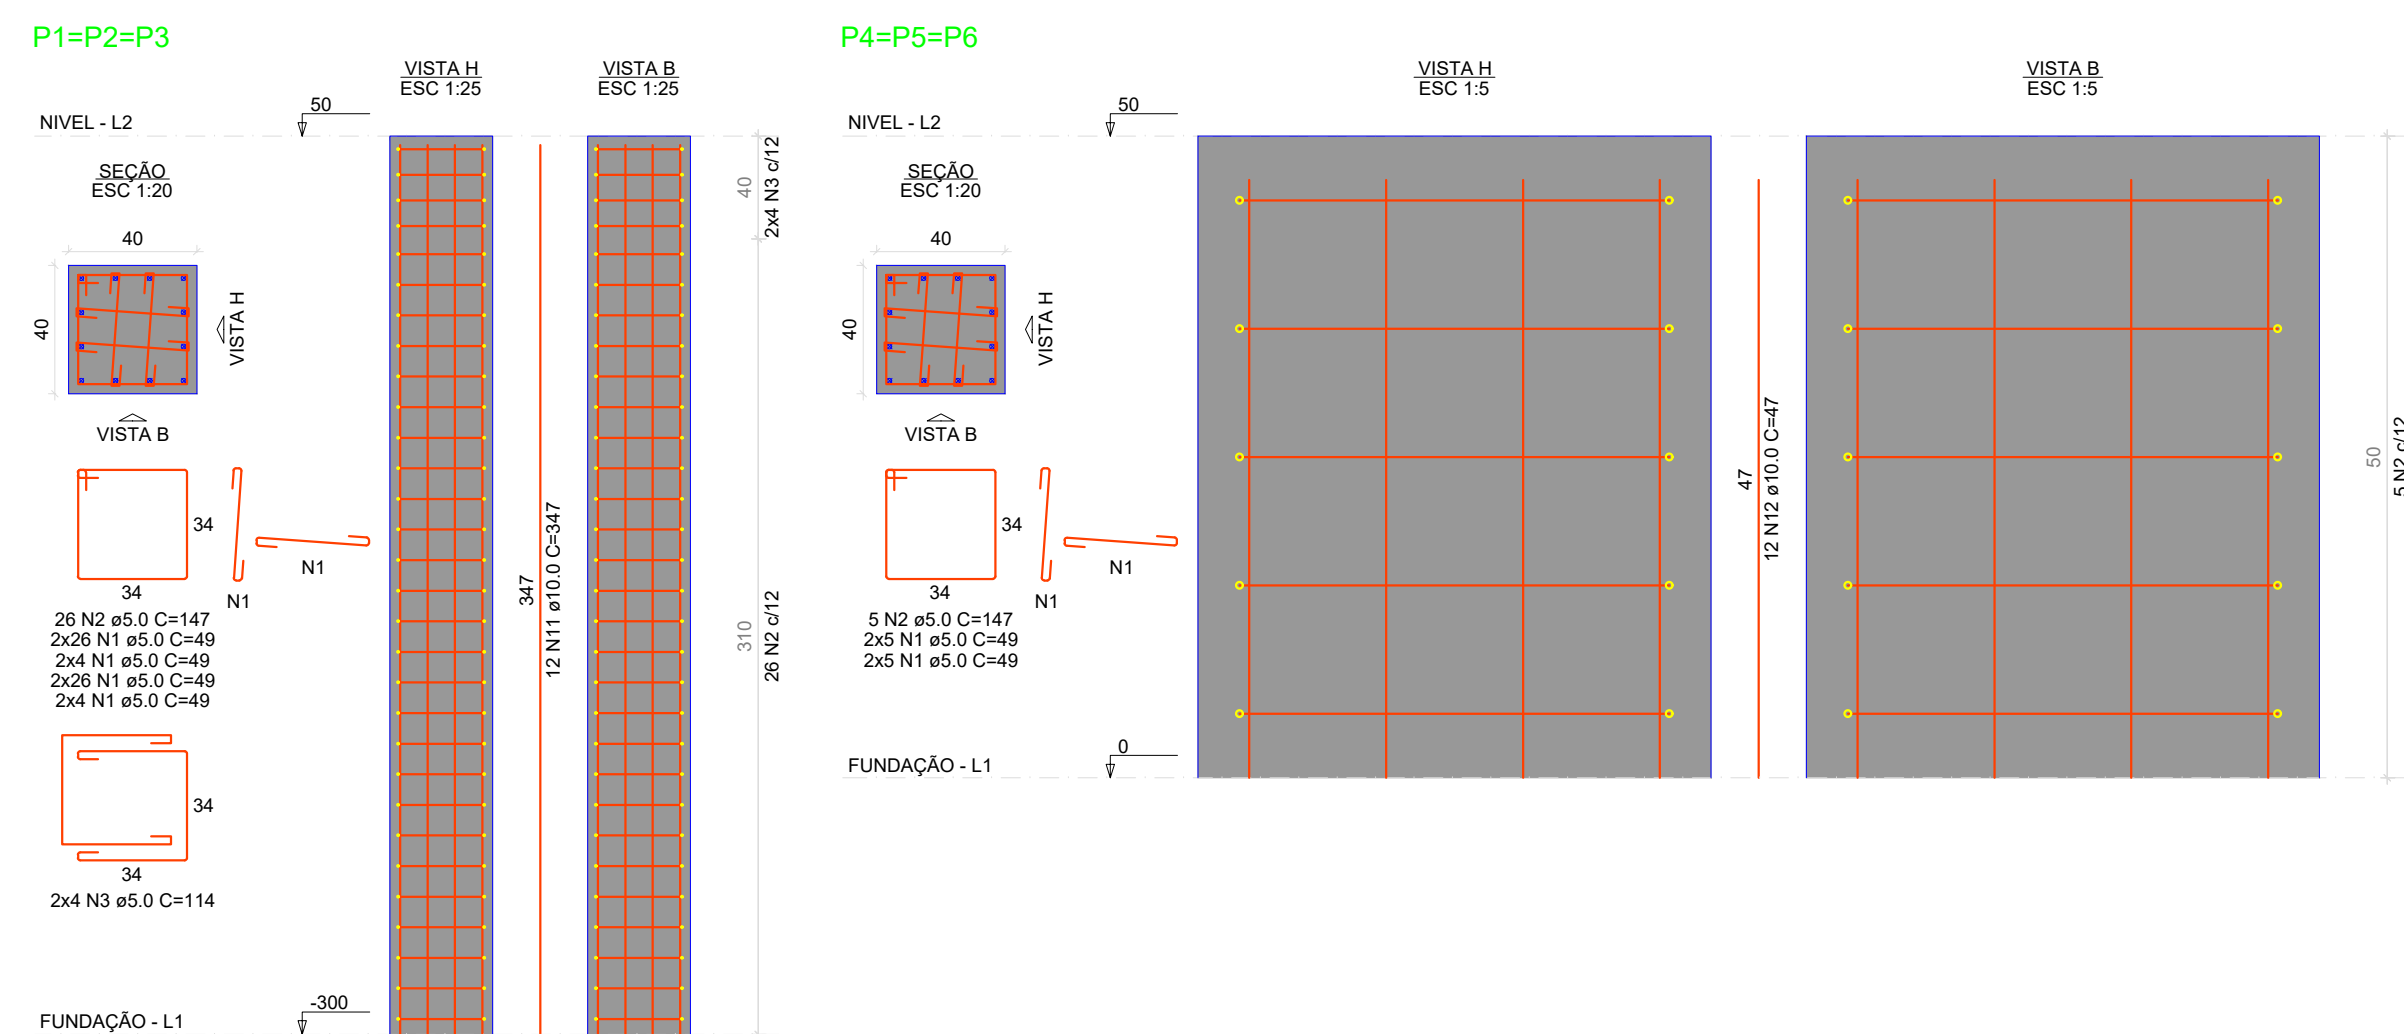 P1=P2=P3
VISTA H
ESC 1:25
VISTA B
ESC 1:25
50
NIVEL - L2
SEÇÃO
ESC 1:20
40
40
VISTA H
VISTA B
34
34
N1
N1
26 N2 ø5.0 C=147
2x26 N1 ø5.0 C=49
2x4 N1 ø5.0 C=49
2x26 N1 ø5.0 C=49
2x4 N1 ø5.0 C=49
34
34
2x4 N3 ø5.0 C=114
-300
FUNDAÇÃO - L1
347
12 N11 ø10.0 C=347
40
2x4 N3 c/12
310
26 N2 c/12
P4=P5=P6
VISTA H
ESC 1:5
VISTA B
ESC 1:5
50
NIVEL - L2
SEÇÃO
ESC 1:20
40
40
VISTA H
VISTA B
34
34
N1
N1
5 N2 ø5.0 C=147
2x5 N1 ø5.0 C=49
2x5 N1 ø5.0 C=49
0
FUNDAÇÃO - L1
47
12 N12 ø10.0 C=47
50
5 N2 c/12